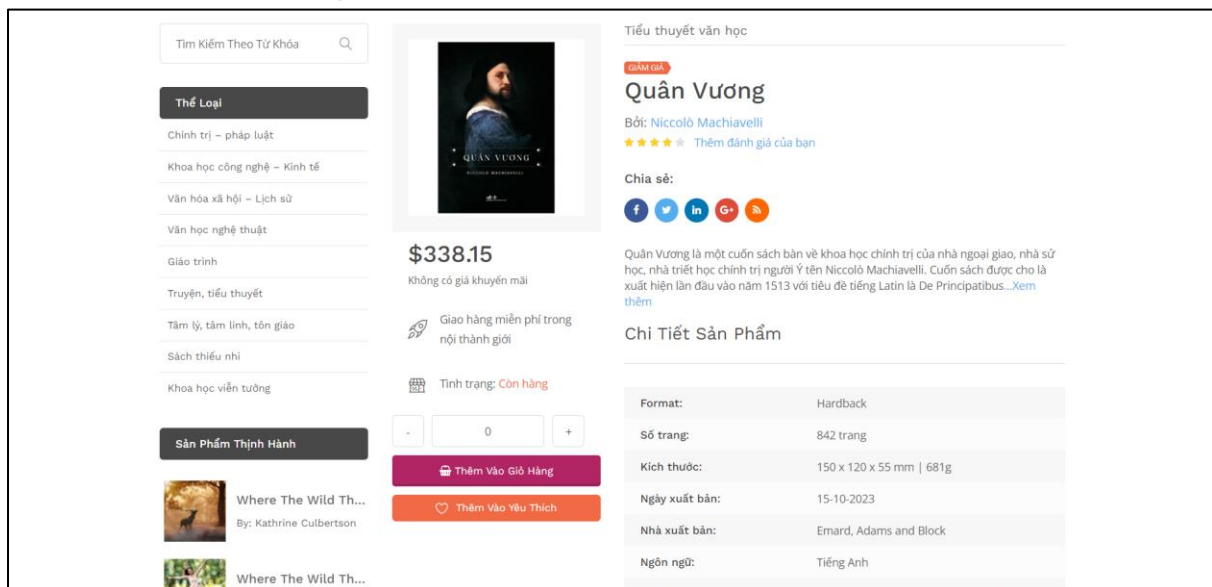 Tìm Kiếm Theo Từ Khóa
Thể Loại
Chính trị – pháp luật
Khoa học công nghệ – Kinh tế
Văn hóa xã hội – Lịch sử
Văn học nghệ thuật
Giáo trình
Truyện, tiểu thuyết
Tâm lý, tâm linh, tôn giáo
Sách thiếu nhi
Khoa học viễn tưởng
Sản Phẩm Thịnh Hành
Where The Wild Th...
By: Kathrine Culbertson
Where The Wild Th...
QUÂN VƯƠNG
NICCOLÒ MACHIAVELLI
$338.15
Không có giá khuyến mãi
Giao hàng miễn phí trong
nội thành giới
Tình trạng: Còn hàng
- 0 +
Thêm Vào Giỏ Hàng
Thêm Vào Yêu Thích
Tiểu thuyết văn học
GIẢM GIÁ
Quân Vương
Bởi: Niccolò Machiavelli
Thêm đánh giá của bạn
Chia sẻ:
Quân Vương là một cuốn sách bàn về khoa học chính trị của nhà ngoại giao, nhà sử
học, nhà triết học chính trị người Ý tên Niccolò Machiavelli. Cuốn sách được cho là
xuất hiện lần đầu vào năm 1513 với tiêu đề tiếng Latin là De Principatibus...Xem
thêm
Chi Tiết Sản Phẩm
Format: Hardback
Số trang: 842 trang
Kích thước: 150 x 120 x 55 mm | 681g
Ngày xuất bản: 15-10-2023
Nhà xuất bản: Emard, Adams and Block
Ngôn ngữ: Tiếng Anh